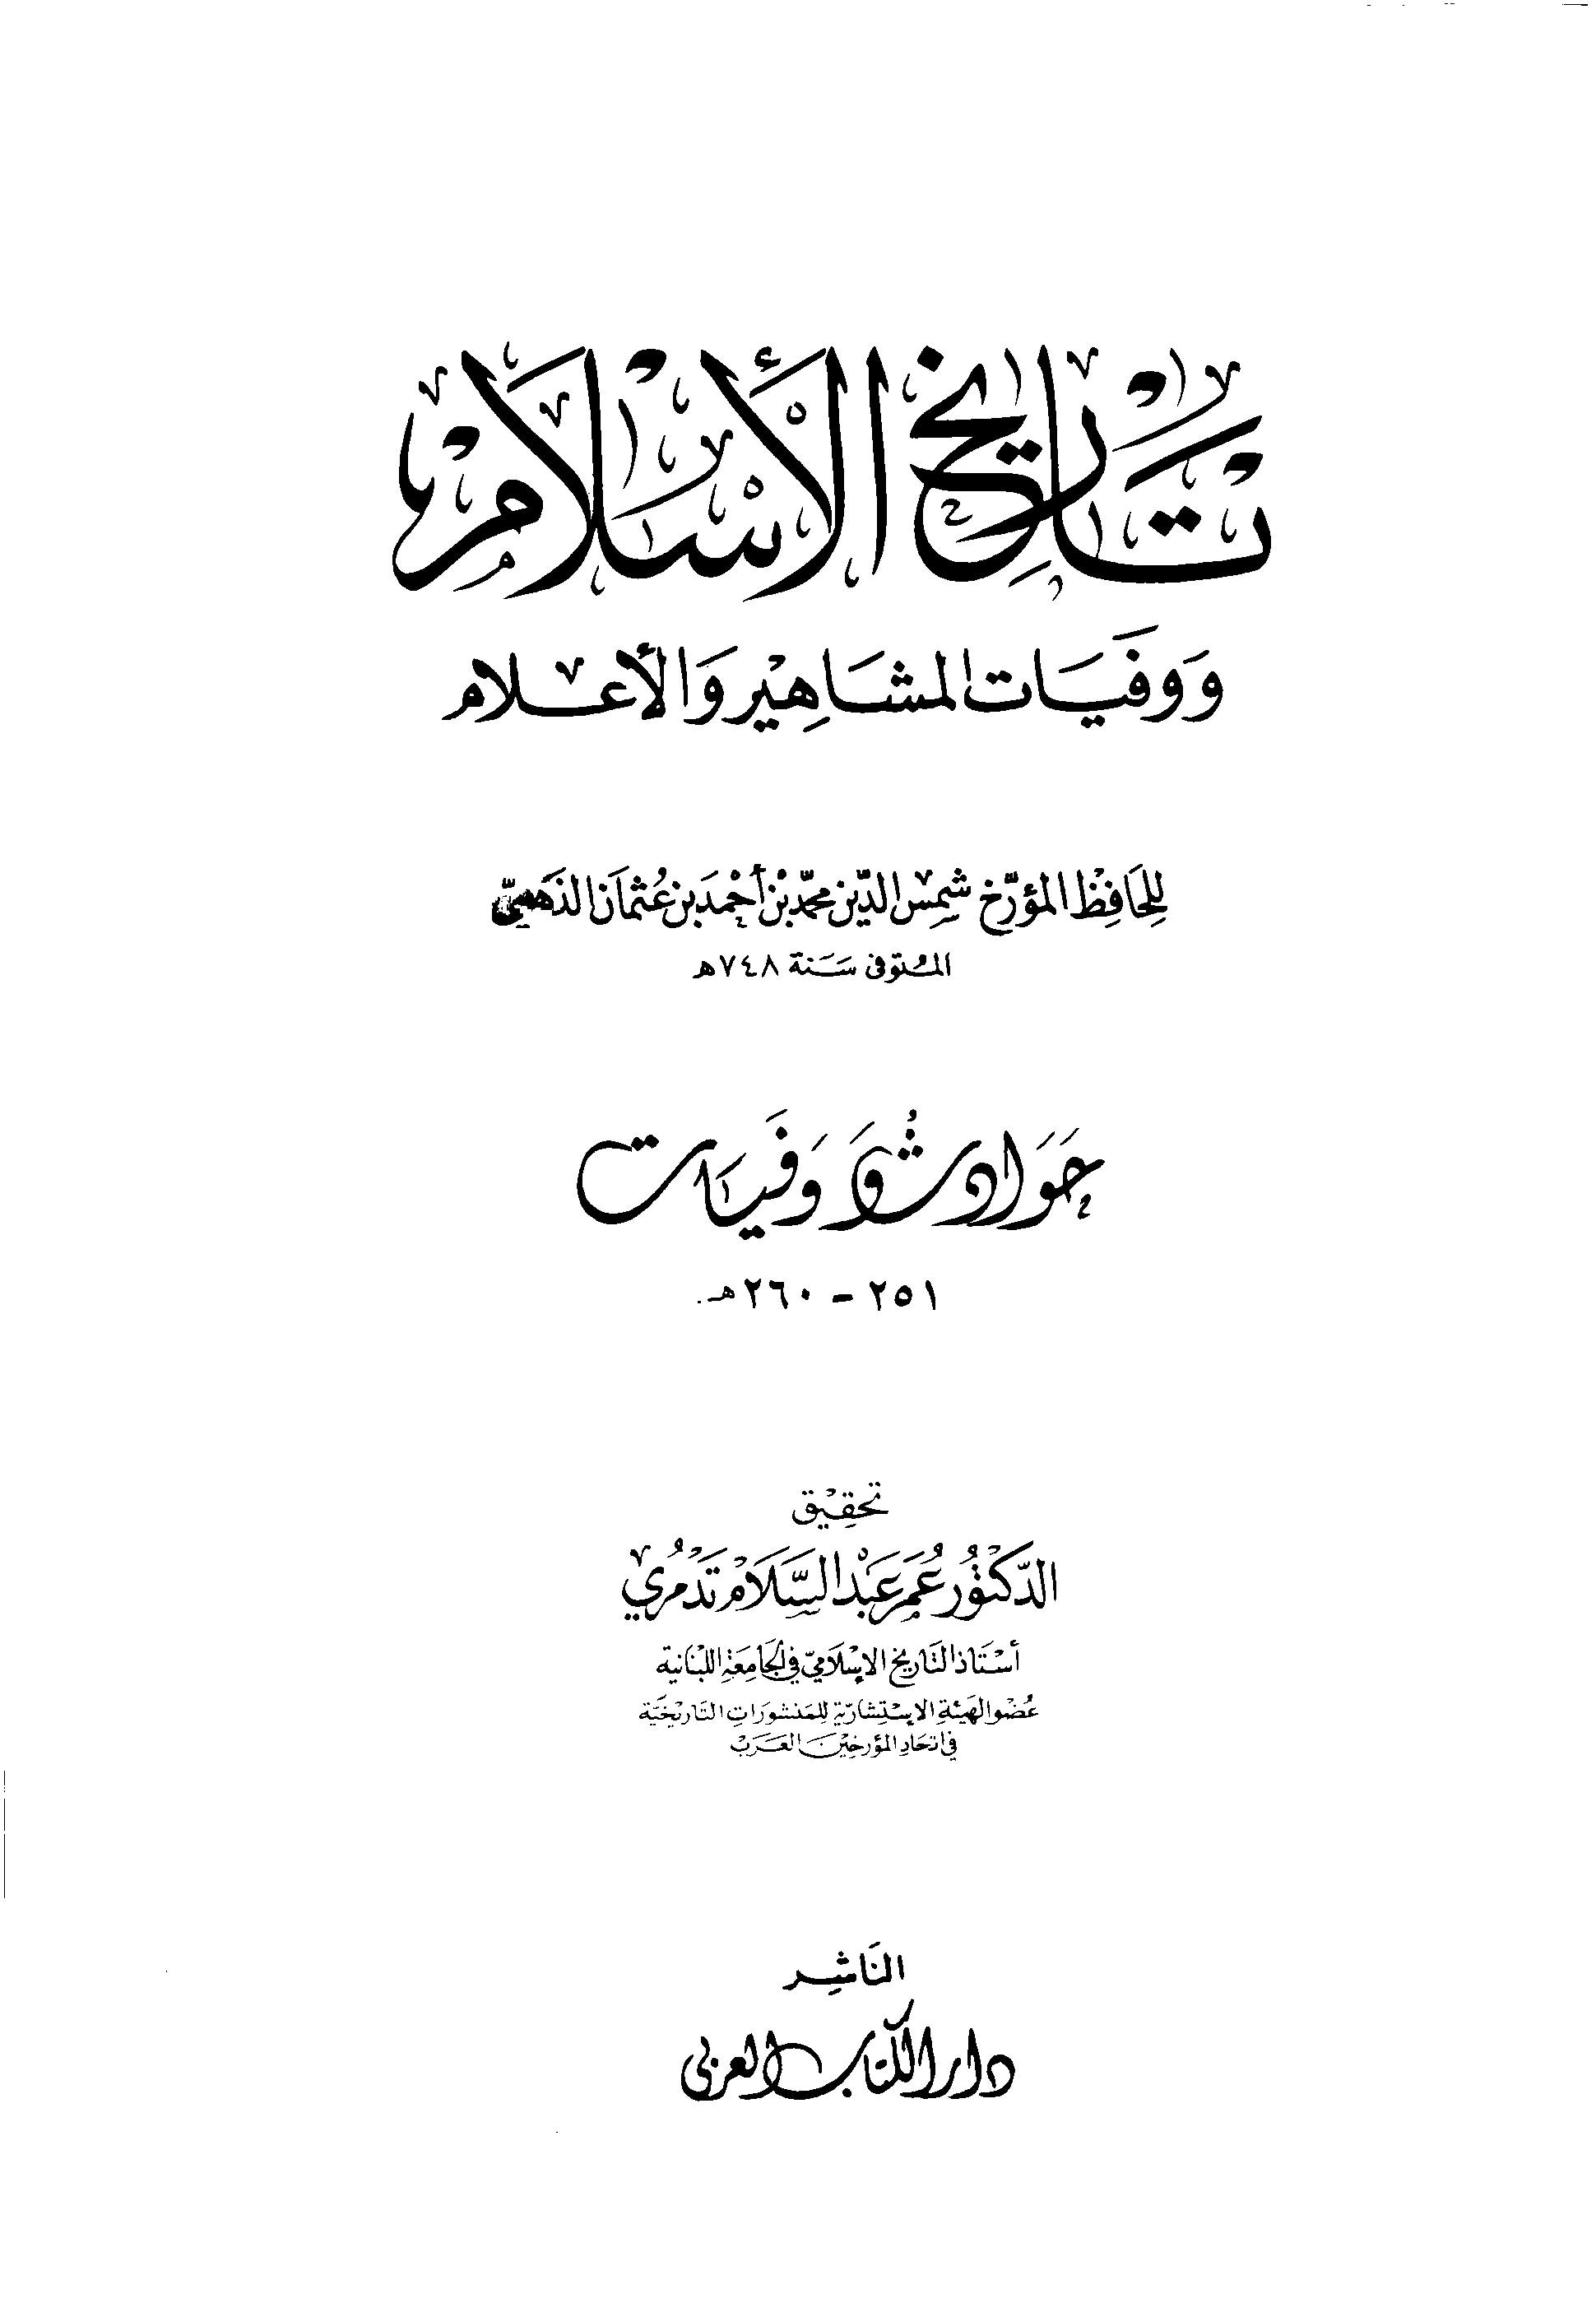 تاريخ الإسلام
ووفيات المشاهير والأعلام
للحافظ المؤرخ شمس الدين محمد بن أحمد بن عثمان الذهبي
المتوفى سنة ٧٤٨ هـ
حوادث ووفيات
٢٥١ - ٢٦٠ هـ.
تحقيق
الدكتور عمر عبد السلام تدمري
أستاذ التاريخ الإسلامي في الجامعة اللبنانية
عضو الهيئة الاستشارية للمنشورات التاريخية
في اتحاد المؤرخين العرب
الناشر
دار الكتاب العربي